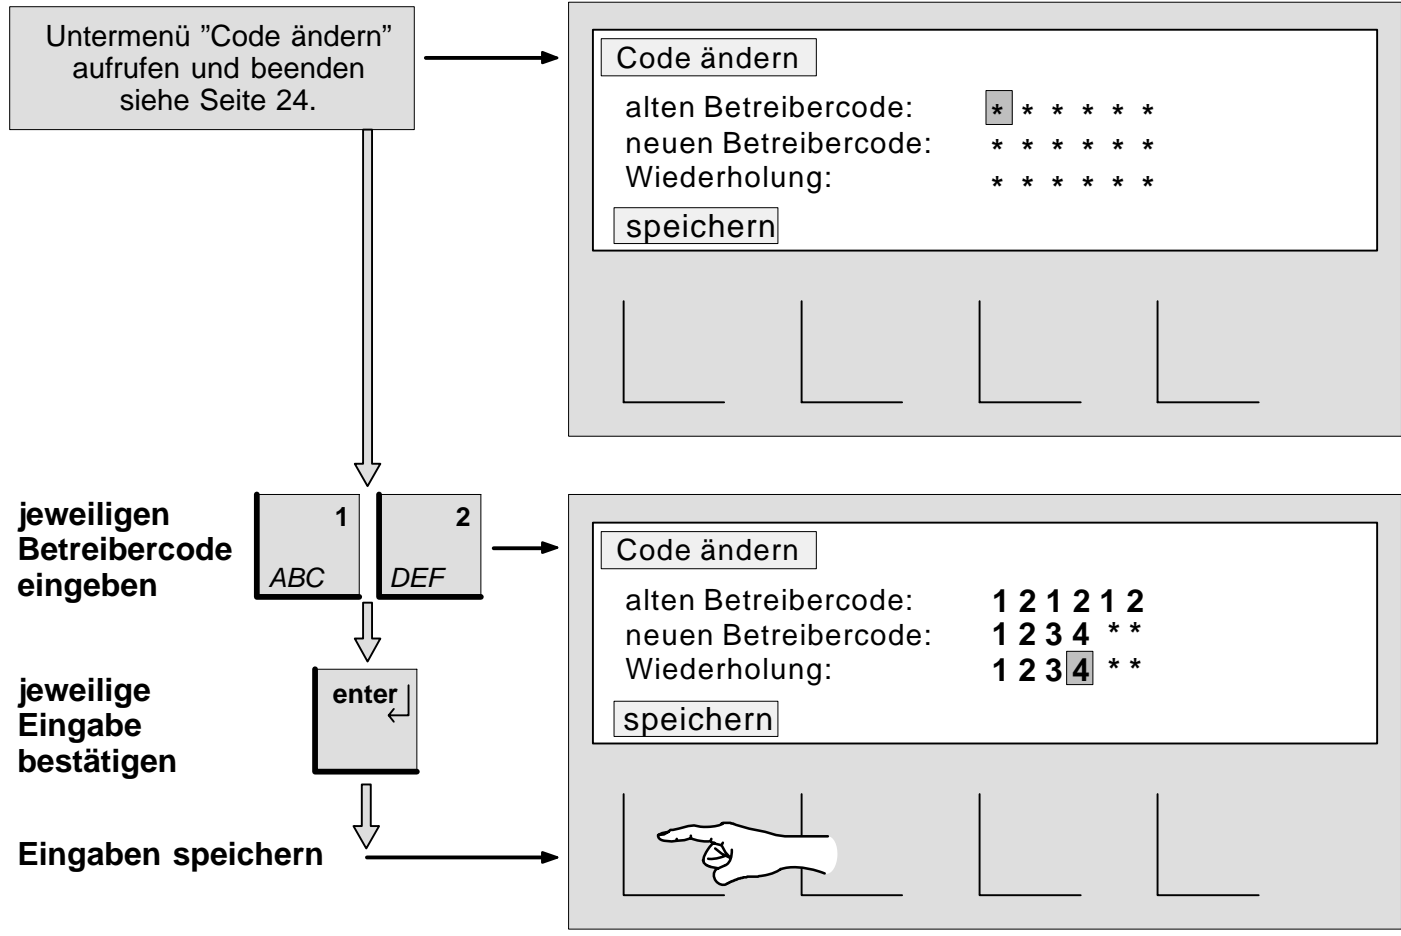 Untermenü ”Code ändern”
aufrufen und beenden
siehe Seite 24.
Code ändern
alten Betreibercode: * * * * * *
neuen Betreibercode: * * * * * *
Wiederholung: * * * * * *
speichern
jeweiligen
Betreibercode
eingeben
1
ABC
2
DEF
Code ändern
alten Betreibercode: 1 2 1 2 1 2
neuen Betreibercode: 1 2 3 4 * *
Wiederholung: 1 2 3 4 * *
speichern
jeweilige
Eingabe
bestätigen
enter
Eingaben speichern